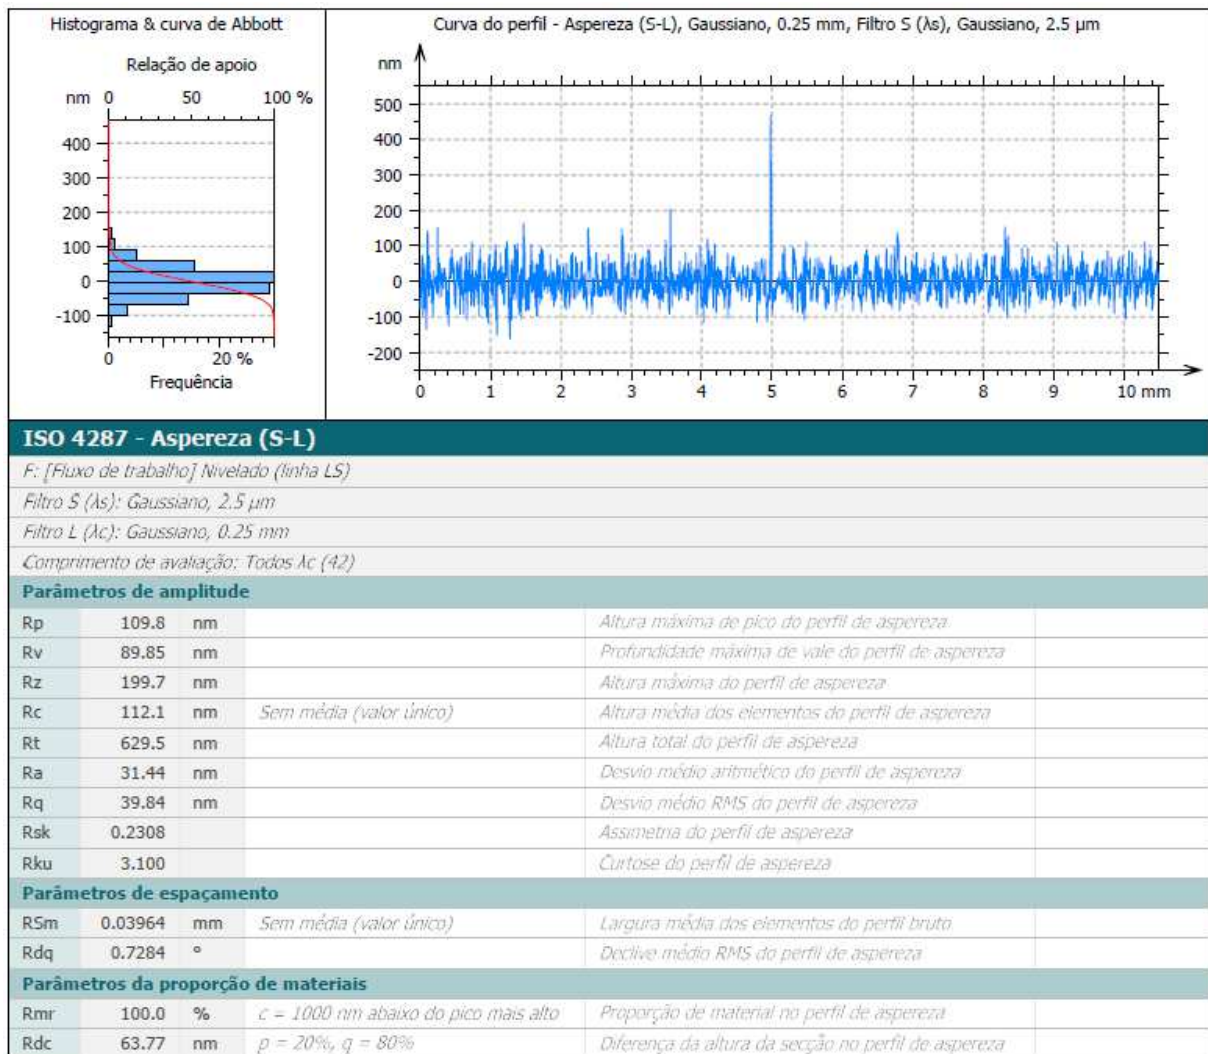 Histograma & curva de Abbott
Relação de apoio
nm 0 50 100 %
400
300
200
100
0
-100
0 20 %
Frequência
Curva do perfil - Aspereza (S-L), Gaussiano, 0.25 mm, Filtro S (λs), Gaussiano, 2.5 µm
nm
500
400
300
200
100
0
-100
-200
0 1 2 3 4 5 6 7 8 9 10 mm
ISO 4287 - Aspereza (S-L)
F: [Fluxo de trabalho] Nivelado (linha LS)
Filtro S (λs): Gaussiano, 2.5 µm
Filtro L (λc): Gaussiano, 0.25 mm
Comprimento de avaliação: Todos λc (42)
Parâmetros de amplitude
Rp 109.8 nm Altura máxima de pico do perfil de aspereza
Rv 89.85 nm Profundidade máxima de vale do perfil de aspereza
Rz 199.7 nm Altura máxima do perfil de aspereza
Rc 112.1 nm Sem média (valor único) Altura média dos elementos do perfil de aspereza
Rt 629.5 nm Altura total do perfil de aspereza
Ra 31.44 nm Desvio médio aritmético do perfil de aspereza
Rq 39.84 nm Desvio médio RMS do perfil de aspereza
Rsk 0.2308 Assimetria do perfil de aspereza
Rku 3.100 Curtose do perfil de aspereza
Parâmetros de espaçamento
RSm 0.03964 mm Sem média (valor único) Largura média dos elementos do perfil bruto
Rdq 0.7284 ° Declive médio RMS do perfil de aspereza
Parâmetros da proporção de materiais
Rmr 100.0 % c = 1000 nm abaixo do pico mais alto Proporção de material no perfil de aspereza
Rdc 63.77 nm p = 20%, q = 80% Diferença da altura da secção no perfil de aspereza